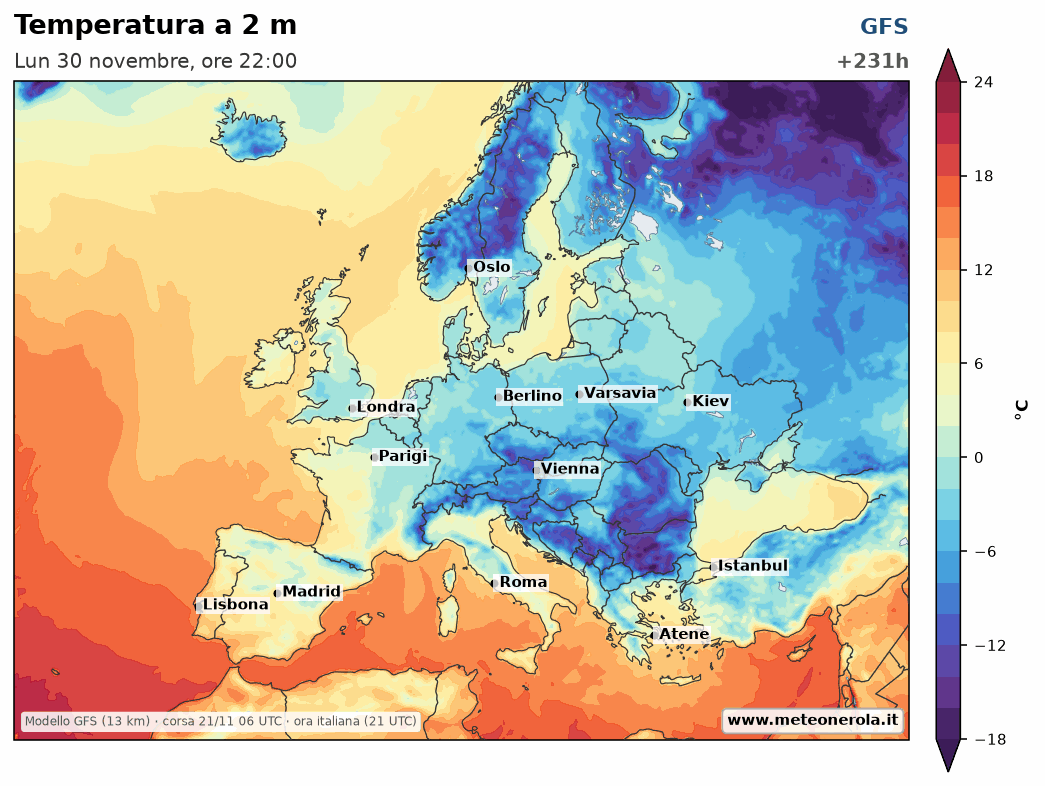 Temperatura a 2 m
GFS
Lun 30 novembre, ore 22:00
+231h
24
18
12
6
0
−6
−12
−18
°C
Oslo
Berlino
Varsavia
Kiev
Londra
Parigi
Vienna
Istanbul
Roma
Madrid
Lisbona
Atene
Modello GFS (13 km) · corsa 21/11 06 UTC · ora italiana (21 UTC)
www.meteonerola.it